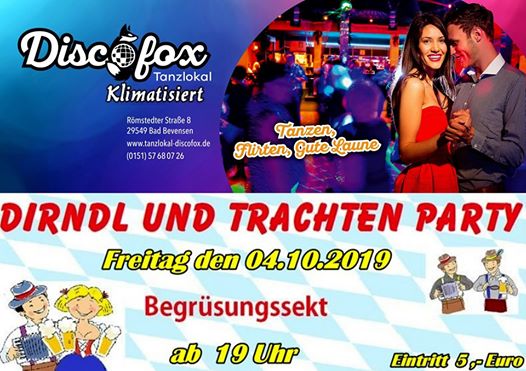 Discofox
Tanzlokal
Klimatisiert
Römstedter Straße 8
29549 Bad Bevensen
www.tanzlokal-discofox.de
(0151) 57 68 07 26
Tanzen,
Flirten, Gute Laune
DIRNDL UND TRACHTEN PARTY
Freitag den 04.10.2019
Begrüsungssekt
ab 19 Uhr
Eintritt 5 ,- Euro